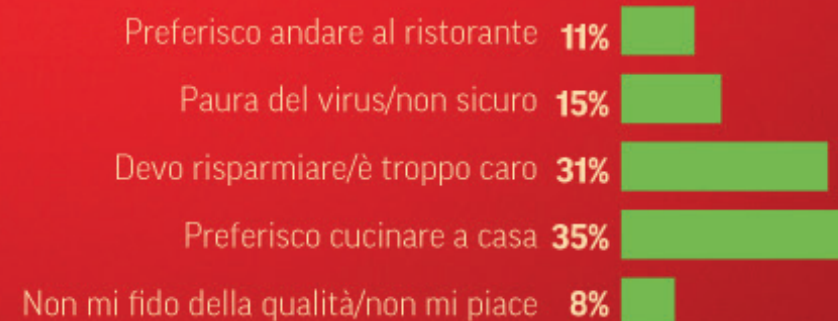 Preferisco andare al ristorante 11%
Paura del virus/non sicuro 15%
Devo risparmiare/è troppo caro 31%
Preferisco cucinare a casa 35%
Non mi fido della qualità/non mi piace 8%